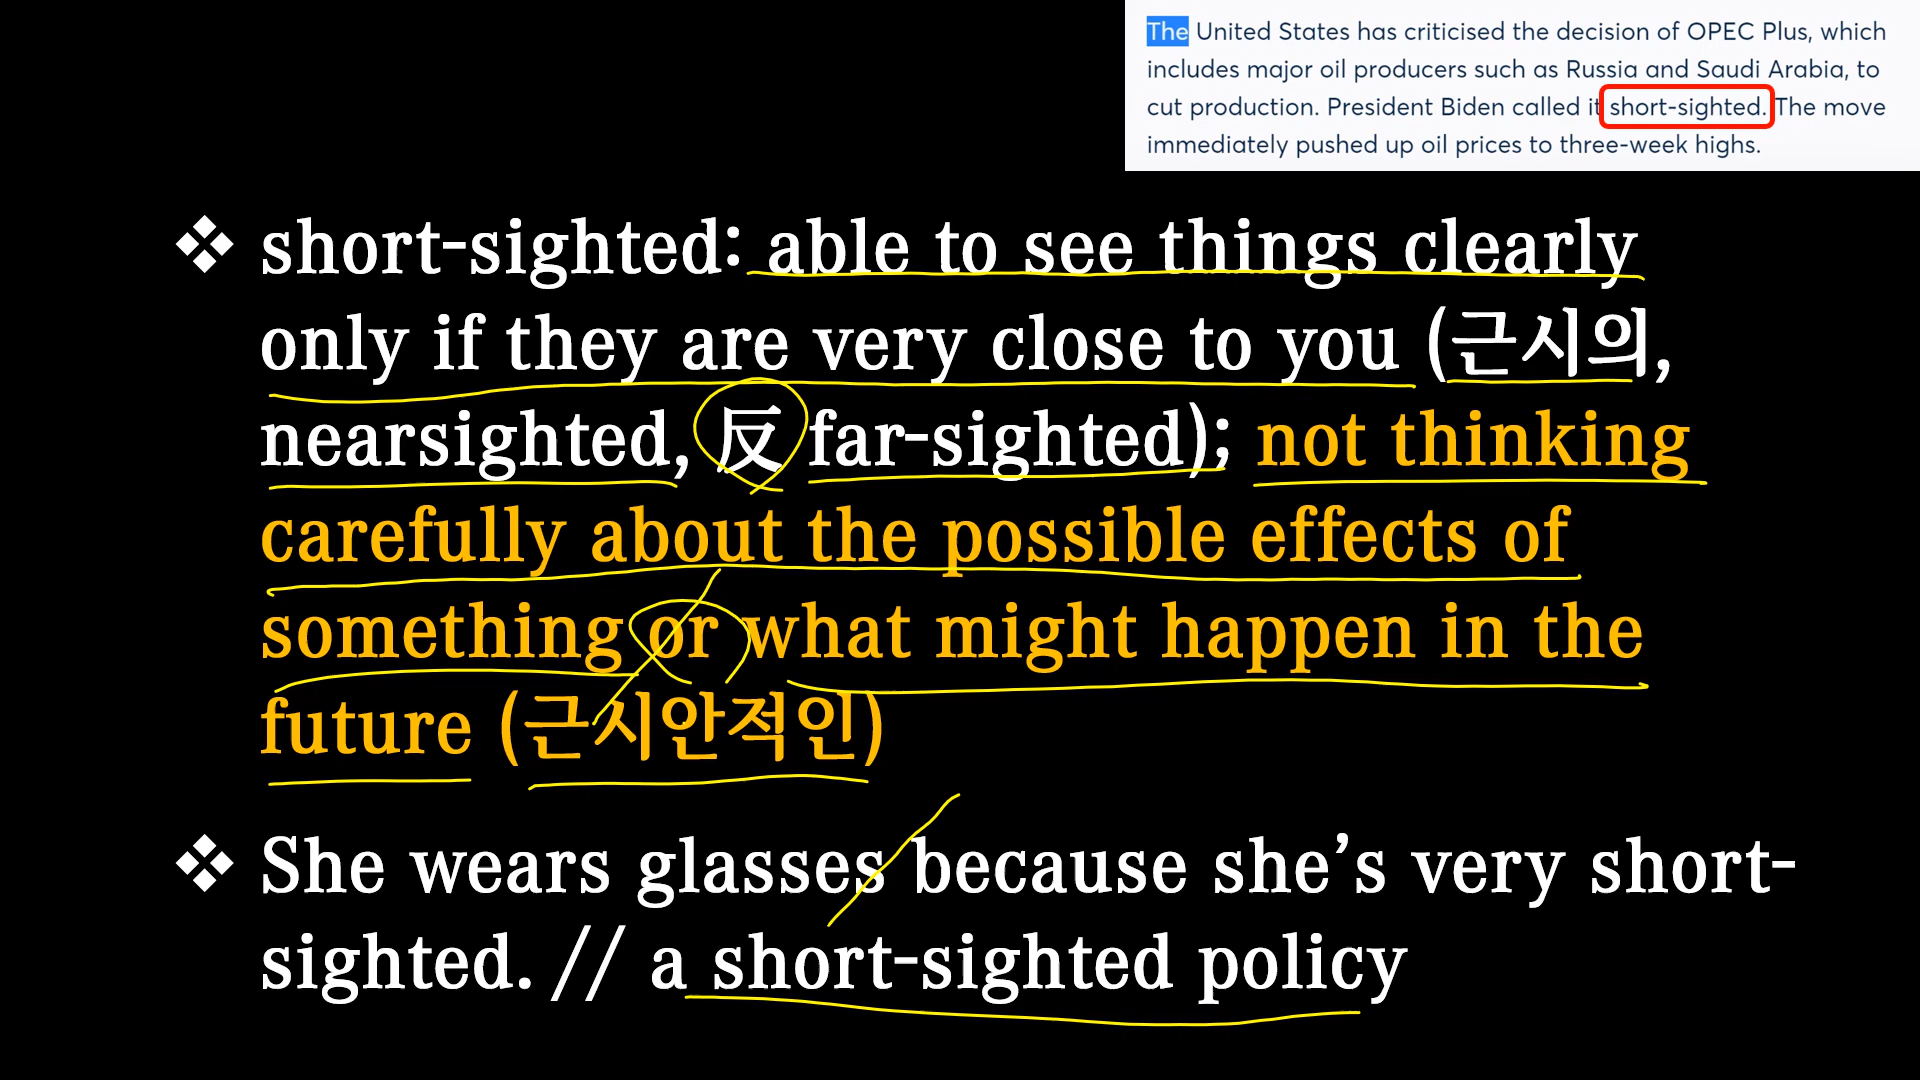 The United States has criticised the decision of OPEC Plus, which
includes major oil producers such as Russia and Saudi Arabia, to
cut production. President Biden called it short-sighted. The move
immediately pushed up oil prices to three-week highs.
❖ short-sighted: able to see things clearly
only if they are very close to you (근시의,
nearsighted, 反 far-sighted); not thinking
carefully about the possible effects of
something or what might happen in the
future (근시안적인)
❖ She wears glasses because she’s very short-
sighted. // a short-sighted policy